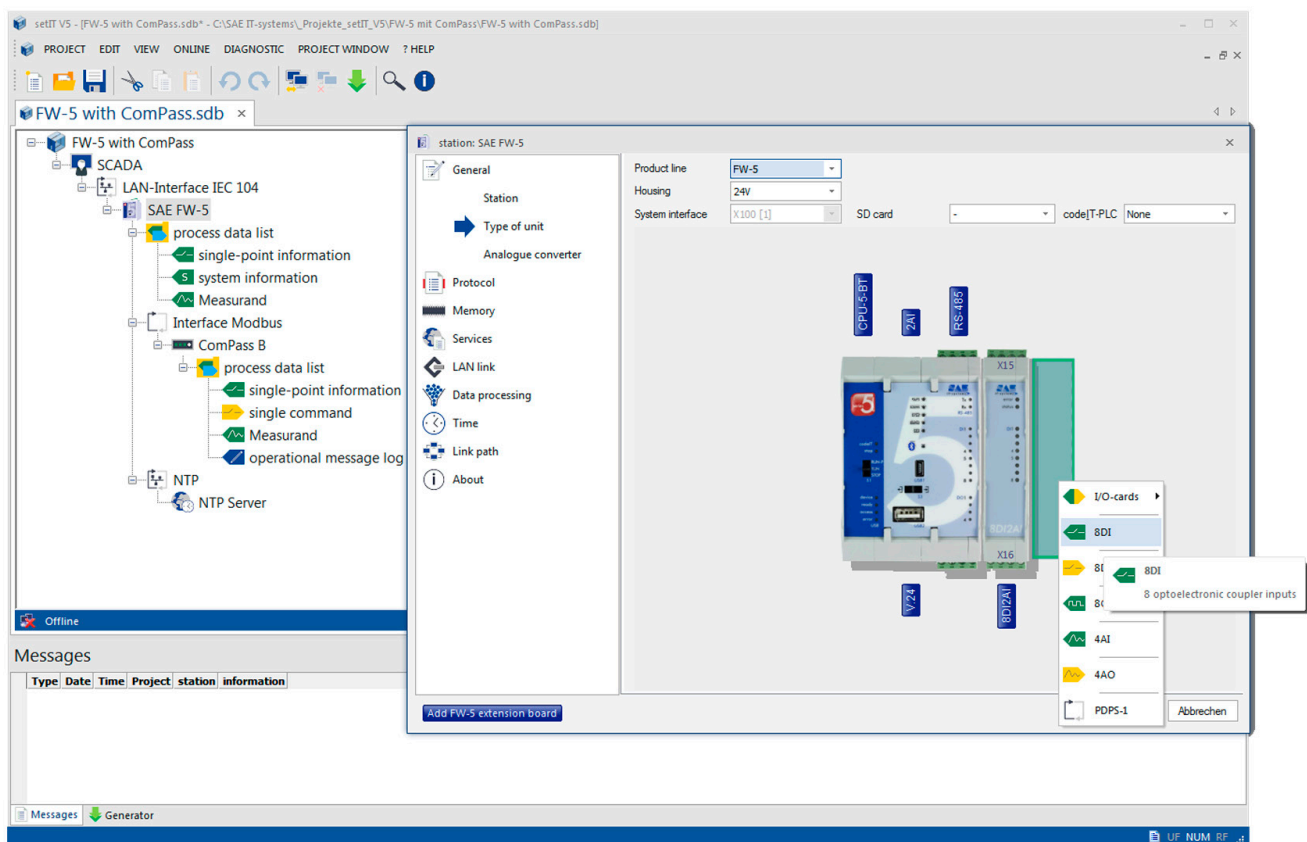 setIT V5 - [FW-5 with ComPass.sdb* - C:\SAE IT-systems\_Projekte_setIT_V5\FW-5 mit ComPass\FW-5 with ComPass.sdb]
PROJECT EDIT VIEW ONLINE DIAGNOSTIC PROJECT WINDOW ? HELP
FW-5 with ComPass.sdb
FW-5 with ComPass
SCADA
LAN-Interface IEC 104
SAE FW-5
process data list
single-point information
system information
Measurand
Interface Modbus
ComPass B
process data list
single-point information
single command
Measurand
operational message log
NTP
NTP Server
Offline
station: SAE FW-5
General
Station
Type of unit
Analogue converter
Protocol
Memory
Services
LAN link
Data processing
Time
Link path
About
Product line FW-5
Housing 24V
System interface X100 [1] SD card - code|T-PLC None
CPU-5-BT
2AI
RS-485
X15
SAE SAE
5
8DI2AI
X16
V.24
8DI2AI
I/O-cards
8DI
8DI
8 optoelectronic coupler inputs
4AI
4AO
PDPS-1
Add FW-5 extension board
Abbrechen
Messages
Type Date Time Project station information
Messages Generator
UF NUM RF